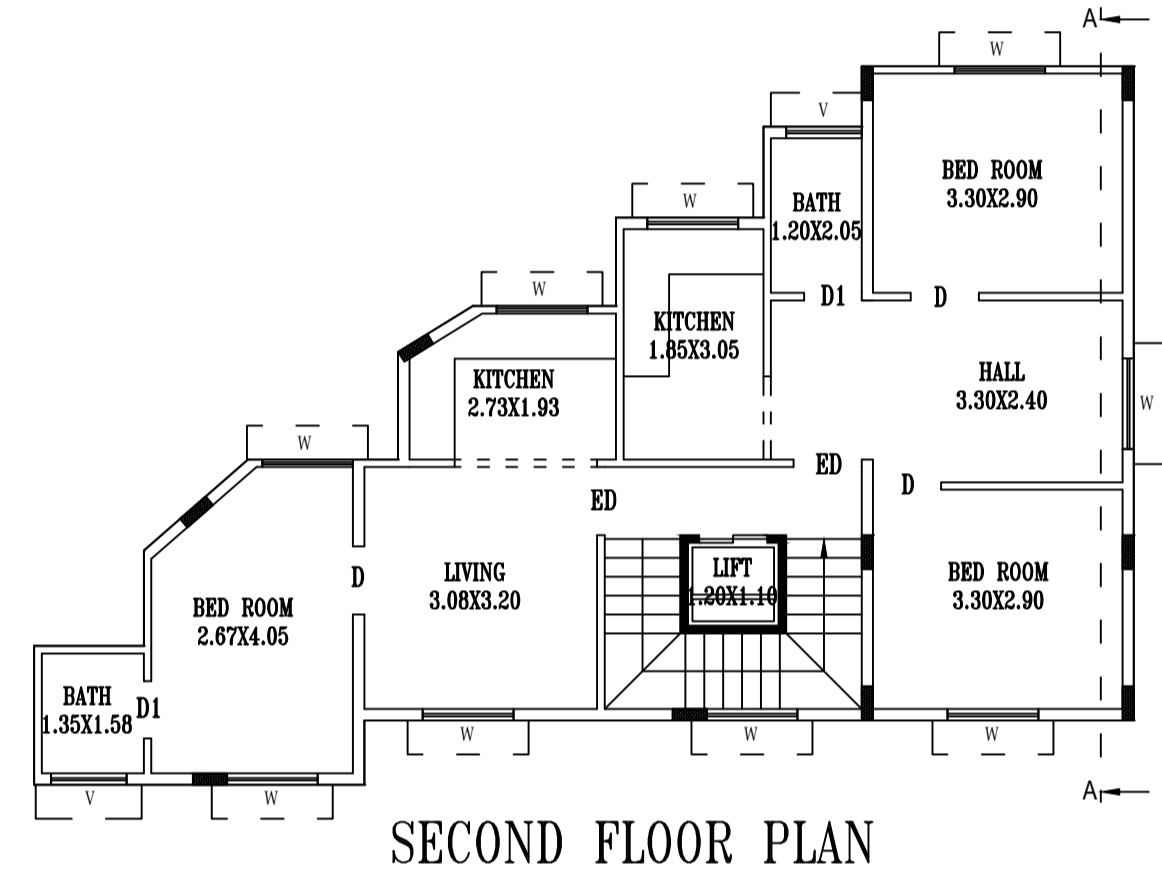 A
W
V
BED ROOM
3.30X2.90
W
BATH
1.20X2.05
W
D1
D
KITCHEN
1.85X3.05
HALL
3.30X2.40
W
KITCHEN
2.73X1.93
W
ED
D
ED
LIFT
1.20X1.10
LIVING
3.08X3.20
BED ROOM
3.30X2.90
D
BED ROOM
2.67X4.05
BATH
1.35X1.58
D1
W
W
W
V
W
A
SECOND FLOOR PLAN